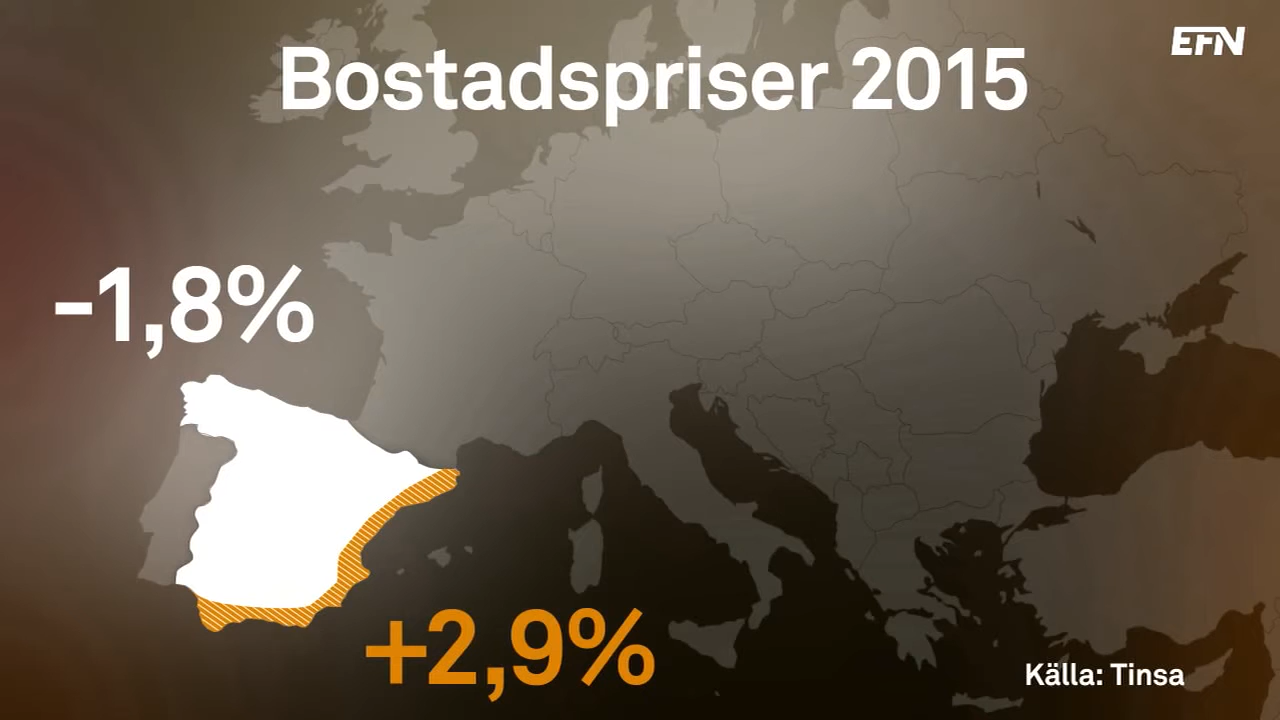 EFN
Bostadspriser 2015
-1,8%
+2,9%
Källa: Tinsa